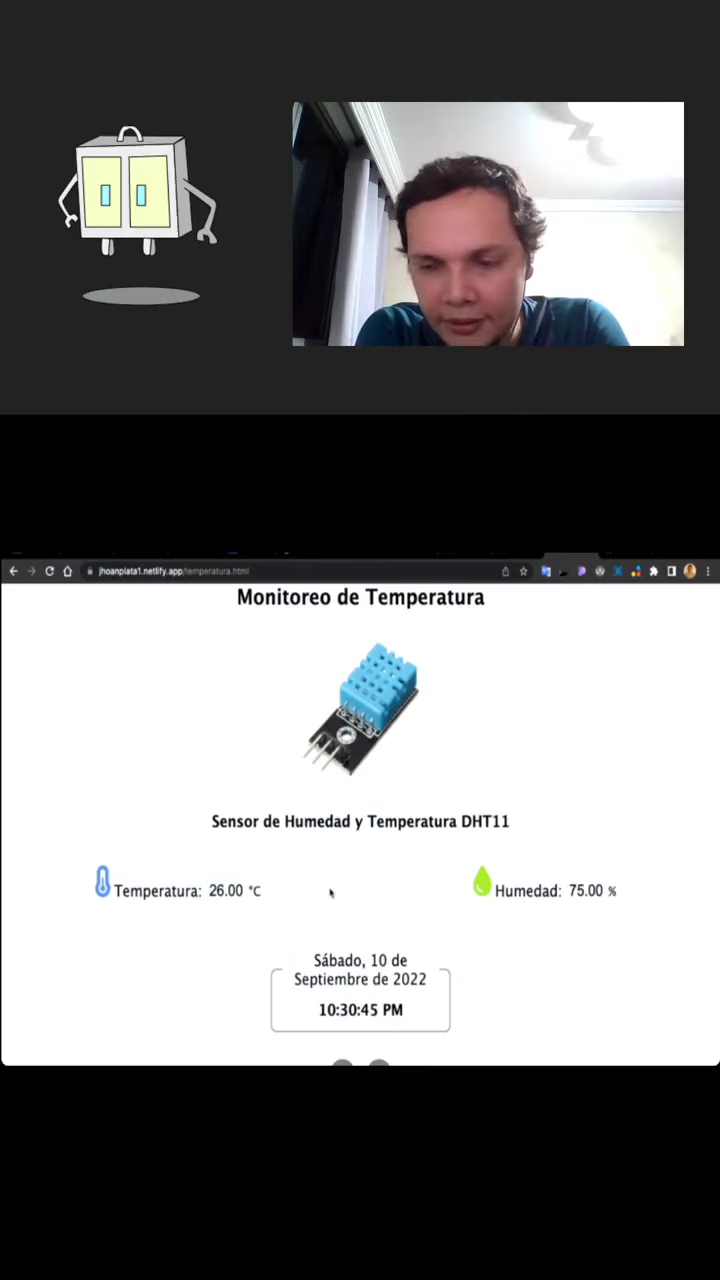 jhoanplata1.netlify.app/temperatura.html
Monitoreo de Temperatura
Sensor de Humedad y Temperatura DHT11
Temperatura: 26.00 °C
Humedad: 75.00 %
Sábado, 10 de
Septiembre de 2022
10:30:45 PM